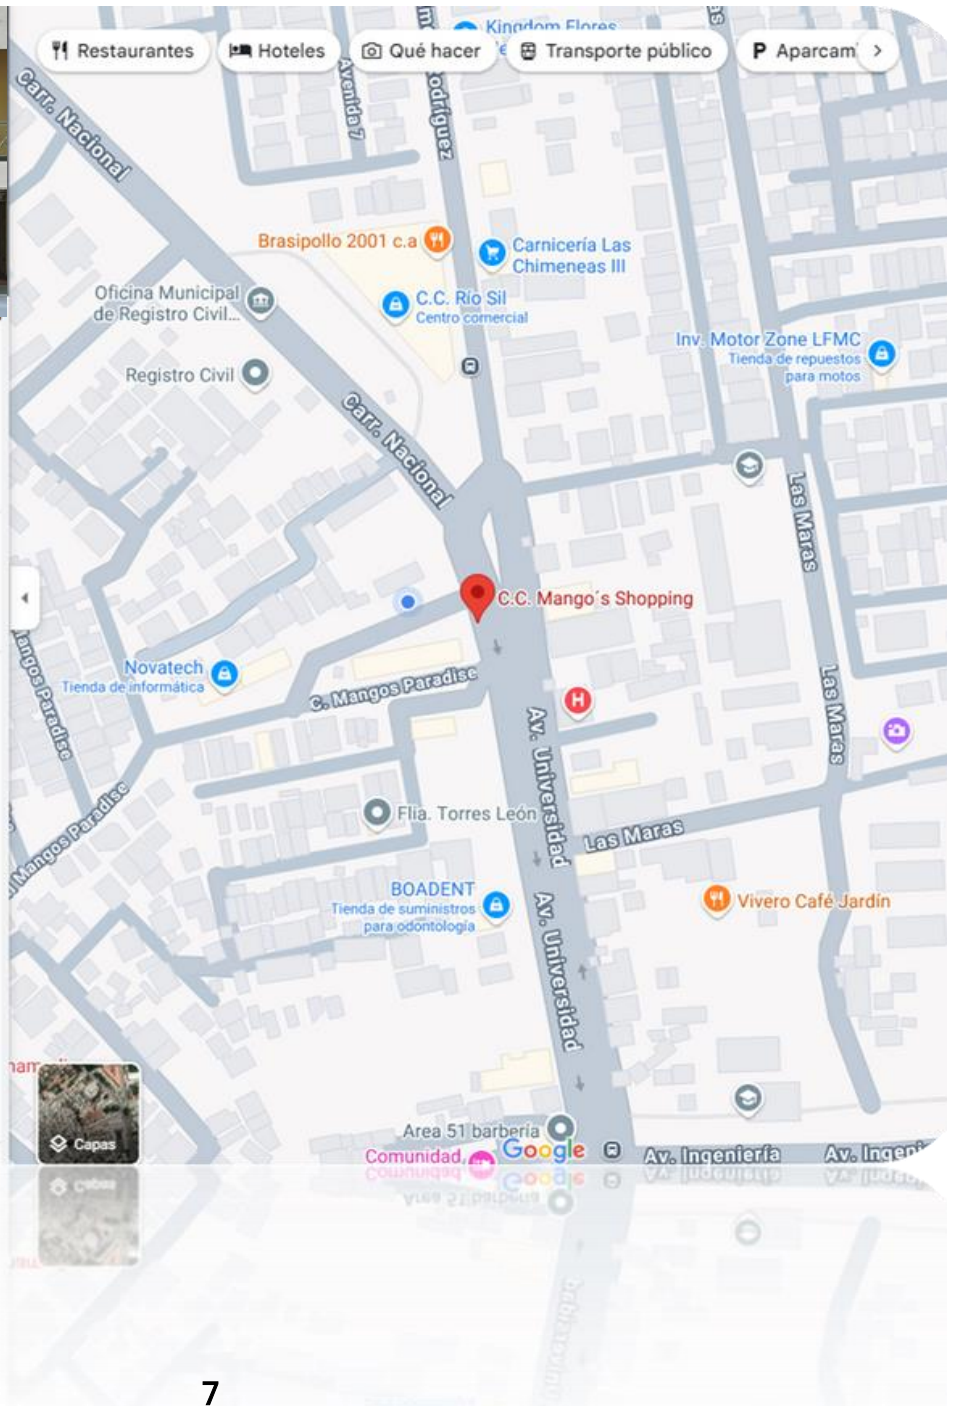 Kingdom Flores
Restaurantes
Hoteles
Qué hacer
Transporte público
P Aparcam
Carr. Nacional
Avenida 7
odríguez
Brasipollo 2001 c.a
Carnicería Las
Chimeneas III
Oficina Municipal
de Registro Civil...
C.C. Río Sil
Centro comercial
Inv. Motor Zone LFMC
Tienda de repuestos
para motos
Registro Civil
Carr. Nacional
Las Maras
C.C. Mango´s Shopping
Novatech
Tienda de informática
C. Mangos Paradise
Mangos Paradise
H
Las Maras
Av. Universidad
Mangos Paradise
Flia. Torres León
Las Maras
BOADENT
Tienda de suministros
para odontología
Vivero Café Jardín
Av. Universidad
Capas
Area 51 barbería
Google
Comunidad
Av. Ingeniería
Av. Ingeni
7